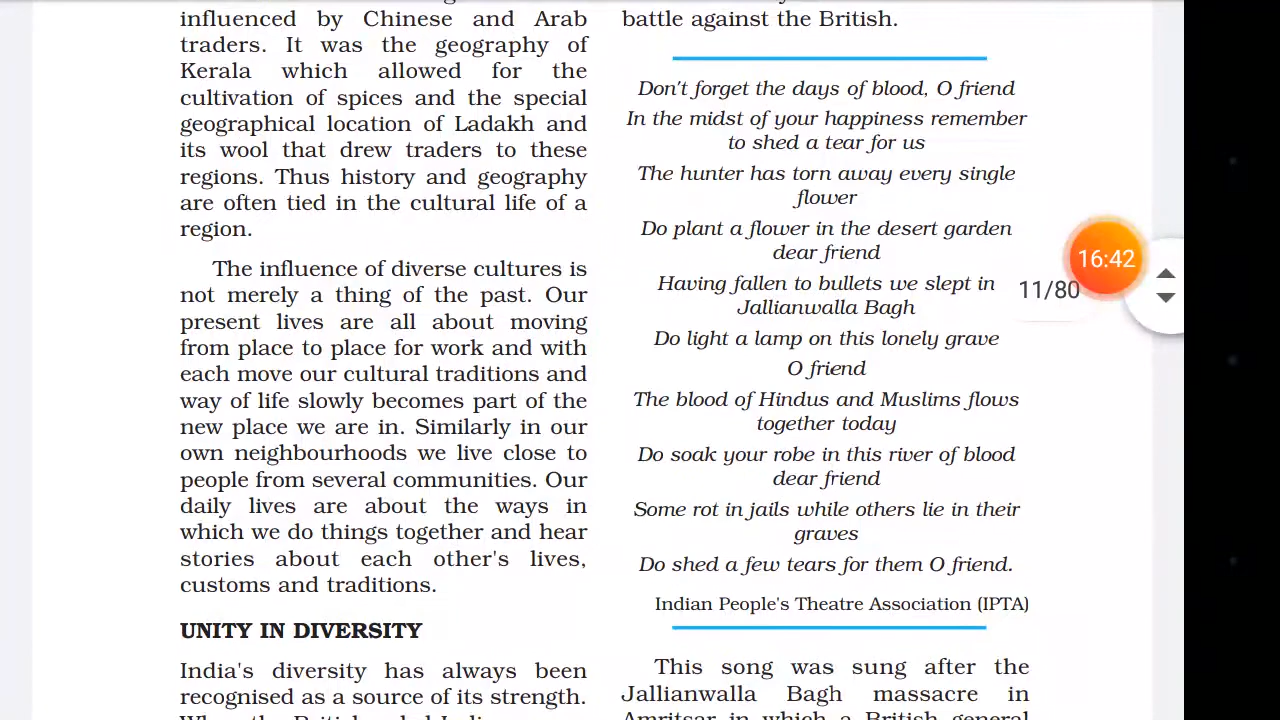 influenced by Chinese and Arab
traders. It was the geography of
Kerala which allowed for the
cultivation of spices and the special
geographical location of Ladakh and
its wool that drew traders to these
regions. Thus history and geography
are often tied in the cultural life of a
region.
The influence of diverse cultures is
not merely a thing of the past. Our
present lives are all about moving
from place to place for work and with
each move our cultural traditions and
way of life slowly becomes part of the
new place we are in. Similarly in our
own neighbourhoods we live close to
people from several communities. Our
daily lives are about the ways in
which we do things together and hear
stories about each other's lives,
customs and traditions.
UNITY IN DIVERSITY
India's diversity has always been
recognised as a source of its strength.
battle against the British.
Don't forget the days of blood, O friend
In the midst of your happiness remember
to shed a tear for us
The hunter has torn away every single
flower
Do plant a flower in the desert garden
dear friend
Having fallen to bullets we slept in
Jallianwalla Bagh
Do light a lamp on this lonely grave
O friend
The blood of Hindus and Muslims flows
together today
Do soak your robe in this river of blood
dear friend
Some rot in jails while others lie in their
graves
Do shed a few tears for them O friend.
Indian People's Theatre Association (IPTA)
This song was sung after the
Jallianwalla Bagh massacre in
Amritsar in which a British general
16:42
11/80